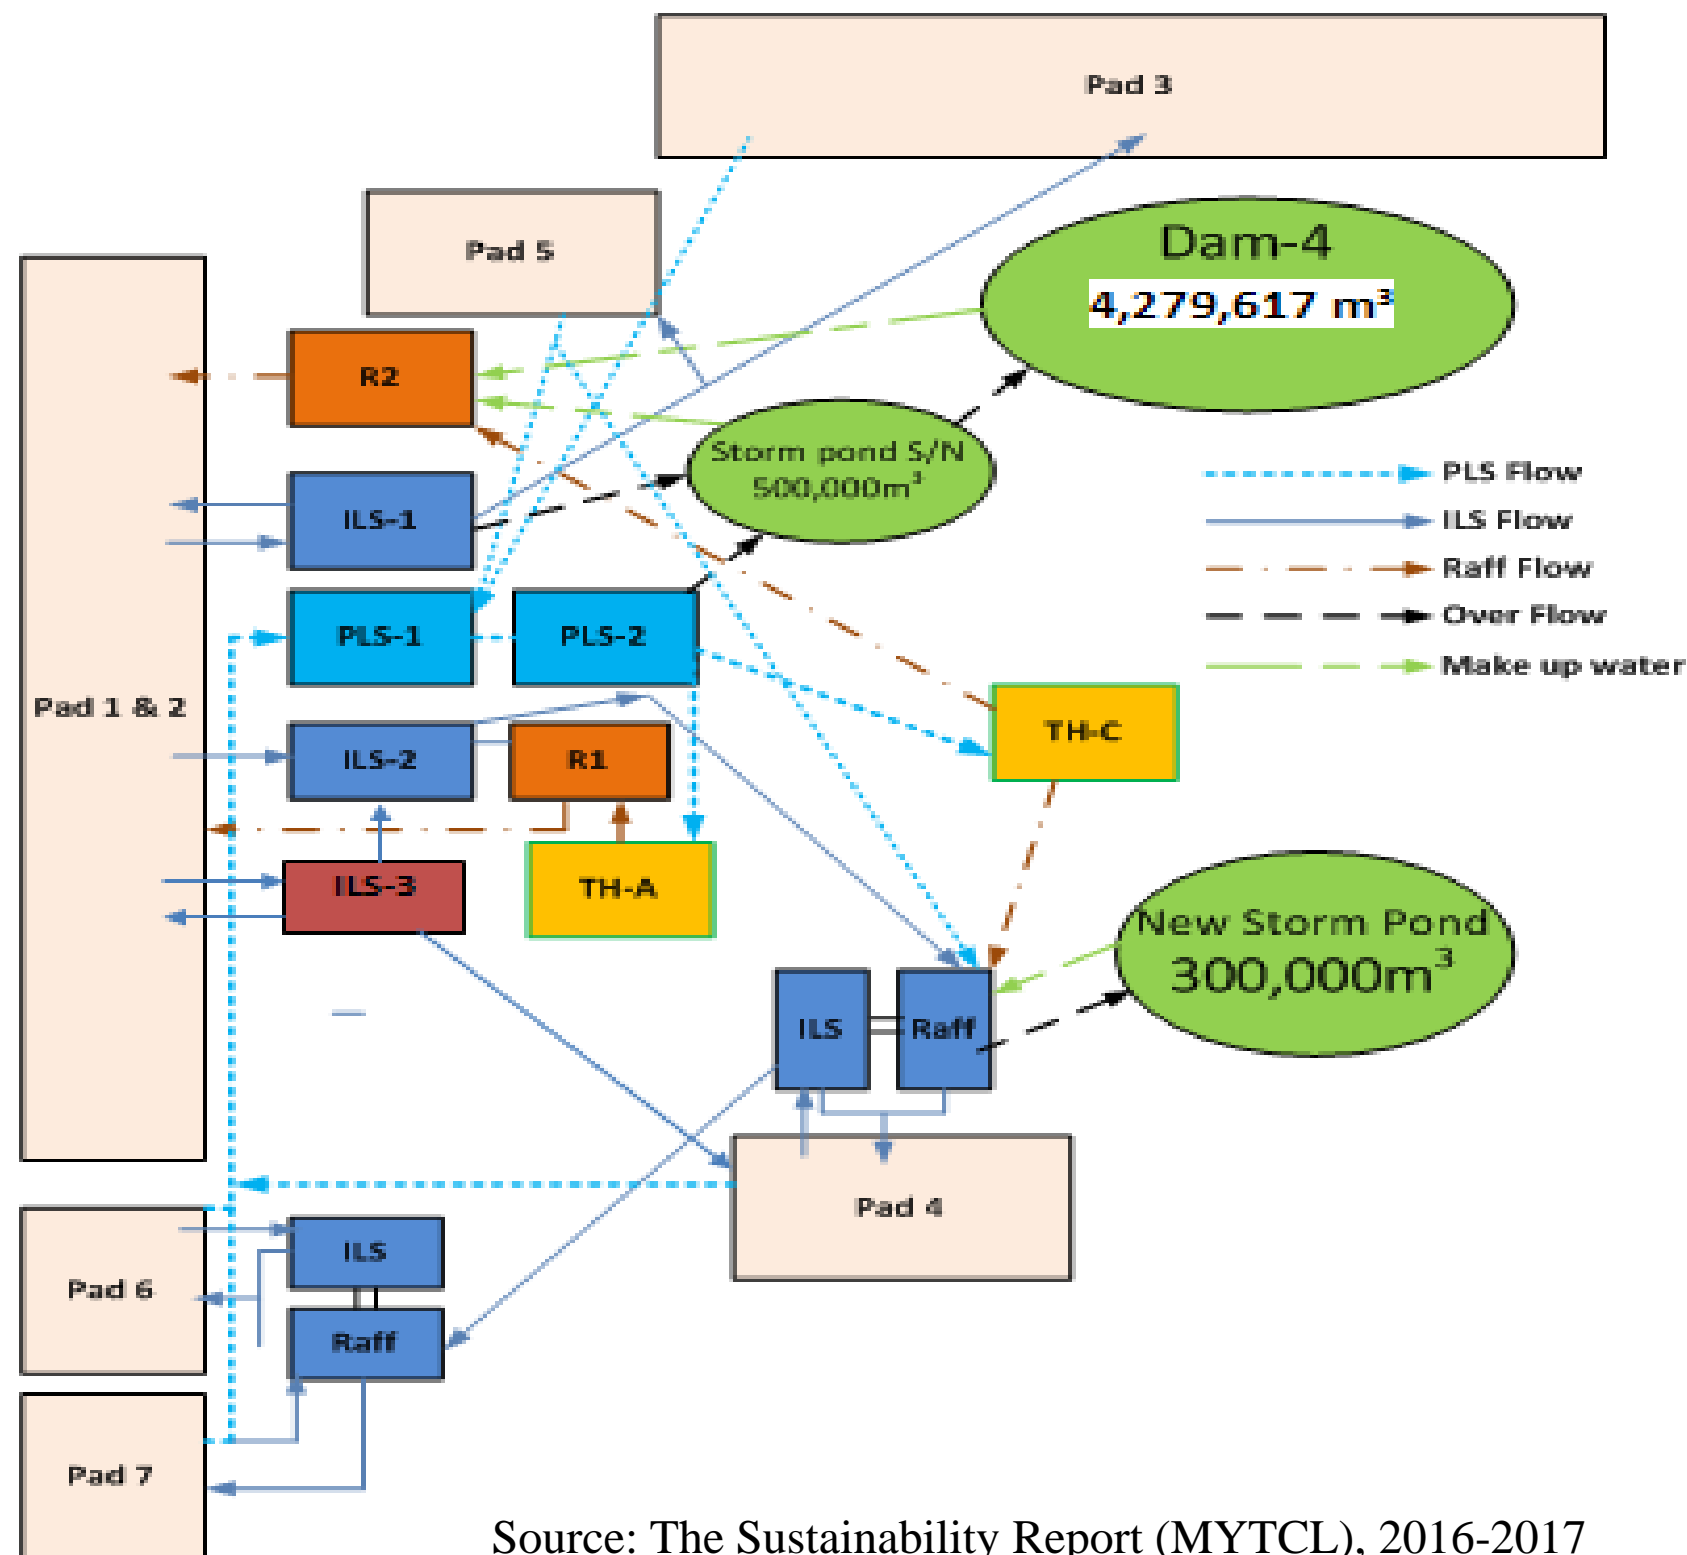 Pad 3
Pad 5
Dam-4
4,279,617 m³
R2
Storm pond S/N
500,000m³
PLS Flow
ILS Flow
Raff Flow
Over Flow
Make up water
ILS-1
PLS-1
PLS-2
Pad 1 & 2
ILS-2
R1
TH-C
ILS-3
TH-A
New Storm Pond
300,000m³
ILS
Raff
Pad 4
ILS
Pad 6
Raff
Pad 7
Source: The Sustainability Report (MYTCL), 2016-2017